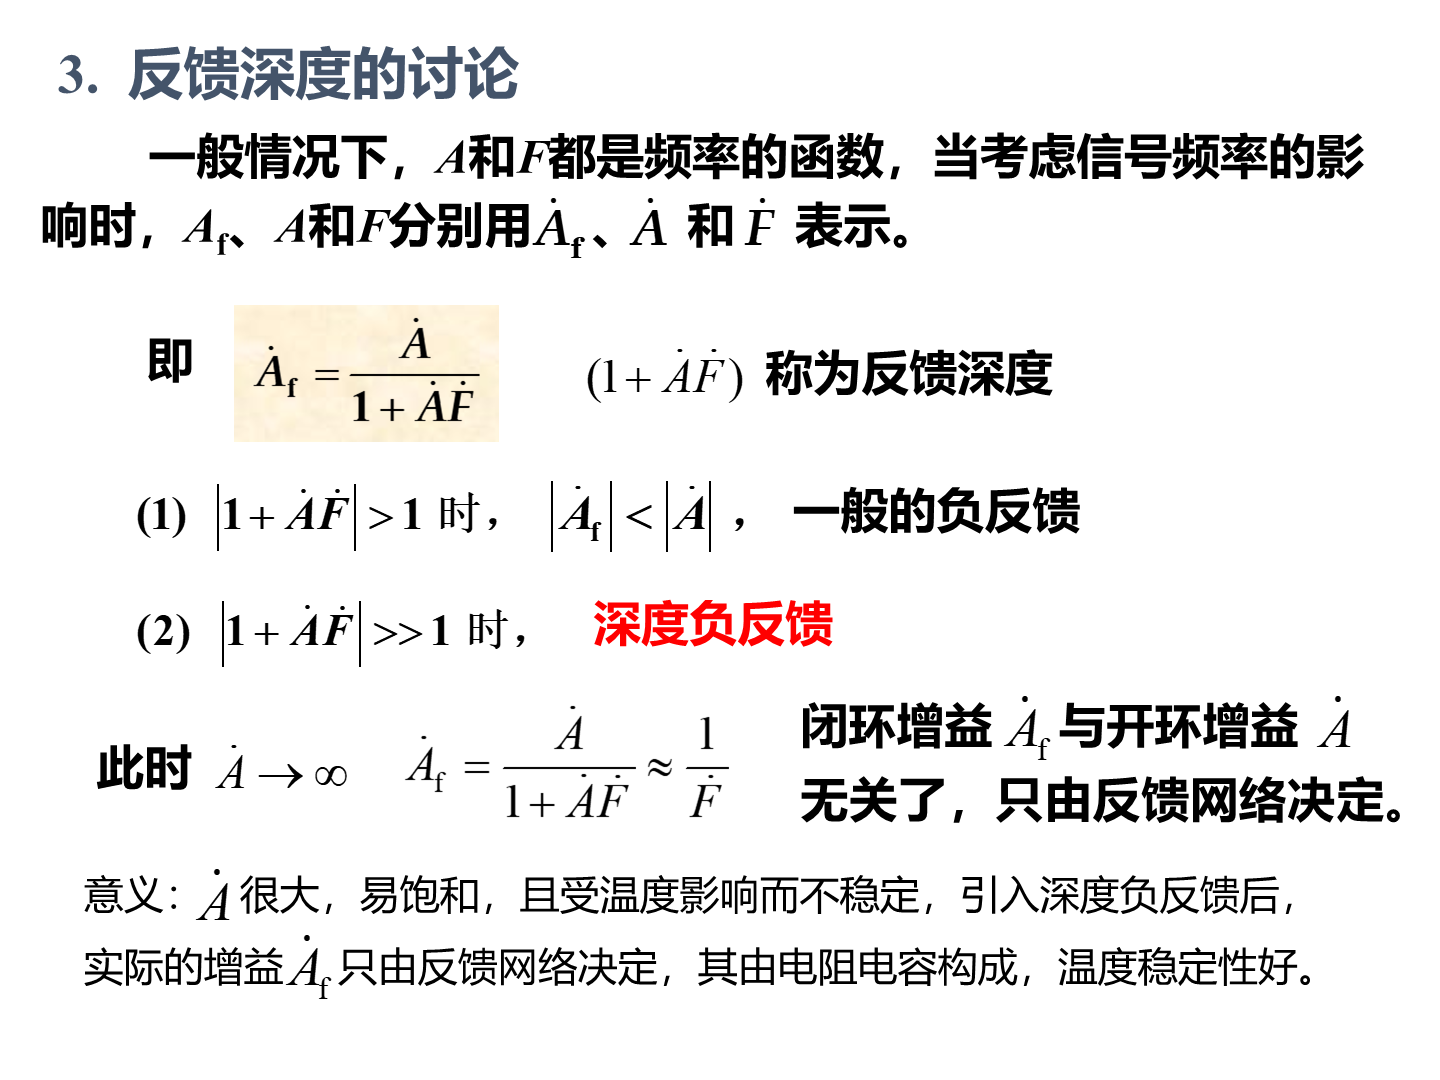 3. 反馈深度的讨论
一般情况下，A和F都是频率的函数，当考虑信号频率的影
响时，Af、A和F分别用Ȧf、Ȧ 和 Ḟ 表示。
即 Ȧf = Ȧ / (1 + ȦḞ) (1 + ȦḞ) 称为反馈深度
(1) |1 + ȦḞ| > 1 时， |Ȧf| < |Ȧ| ， 一般的负反馈
(2) |1 + ȦḞ| >> 1 时， 深度负反馈
此时 Ȧ → ∞ Ȧf = Ȧ / (1 + ȦḞ) ≈ 1 / Ḟ
闭环增益 Ȧf 与开环增益 Ȧ
无关了，只由反馈网络决定。
意义：Ȧ 很大，易饱和，且受温度影响而不稳定，引入深度负反馈后，
实际的增益Ȧf 只由反馈网络决定，其由电阻电容构成，温度稳定性好。